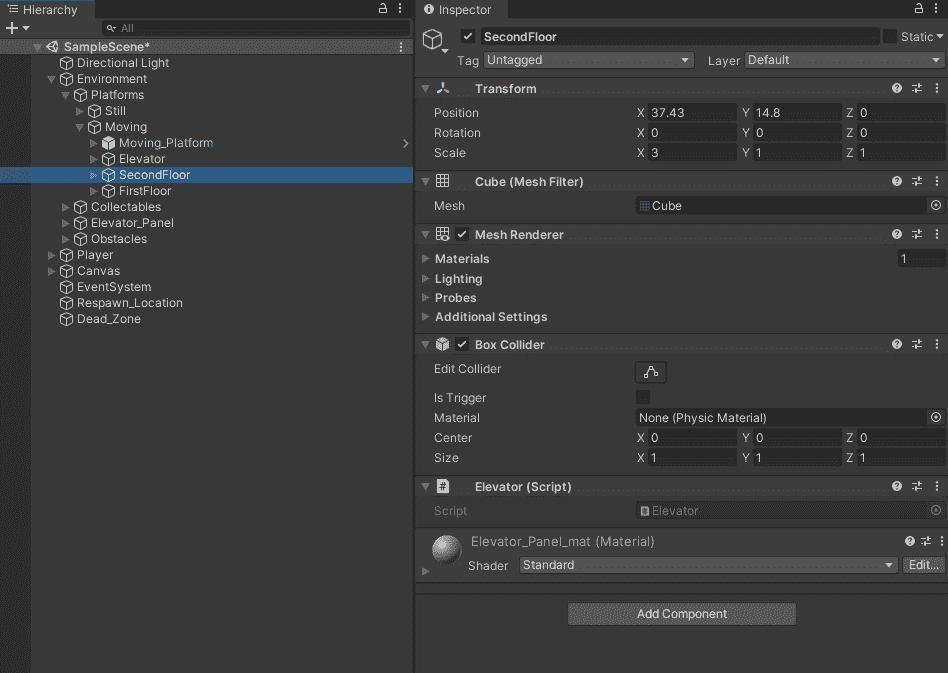 Hierarchy
All
SampleScene*
Directional Light
Environment
Platforms
Still
Moving
Moving_Platform
Elevator
SecondFloor
FirstFloor
Collectables
Elevator_Panel
Obstacles
Player
Canvas
EventSystem
Respawn_Location
Dead_Zone
Inspector
SecondFloor Static
Tag Untagged Layer Default
Transform
Position X 37.43 Y 14.8 Z 0
Rotation X 0 Y 0 Z 0
Scale X 3 Y 1 Z 1
Cube (Mesh Filter)
Mesh Cube
Mesh Renderer
Materials 1
Lighting
Probes
Additional Settings
Box Collider
Edit Collider
Is Trigger
Material None (Physic Material)
Center X 0 Y 0 Z 0
Size X 1 Y 1 Z 1
# Elevator (Script)
Script Elevator
Elevator_Panel_mat (Material)
Shader Standard Edit...
Add Component